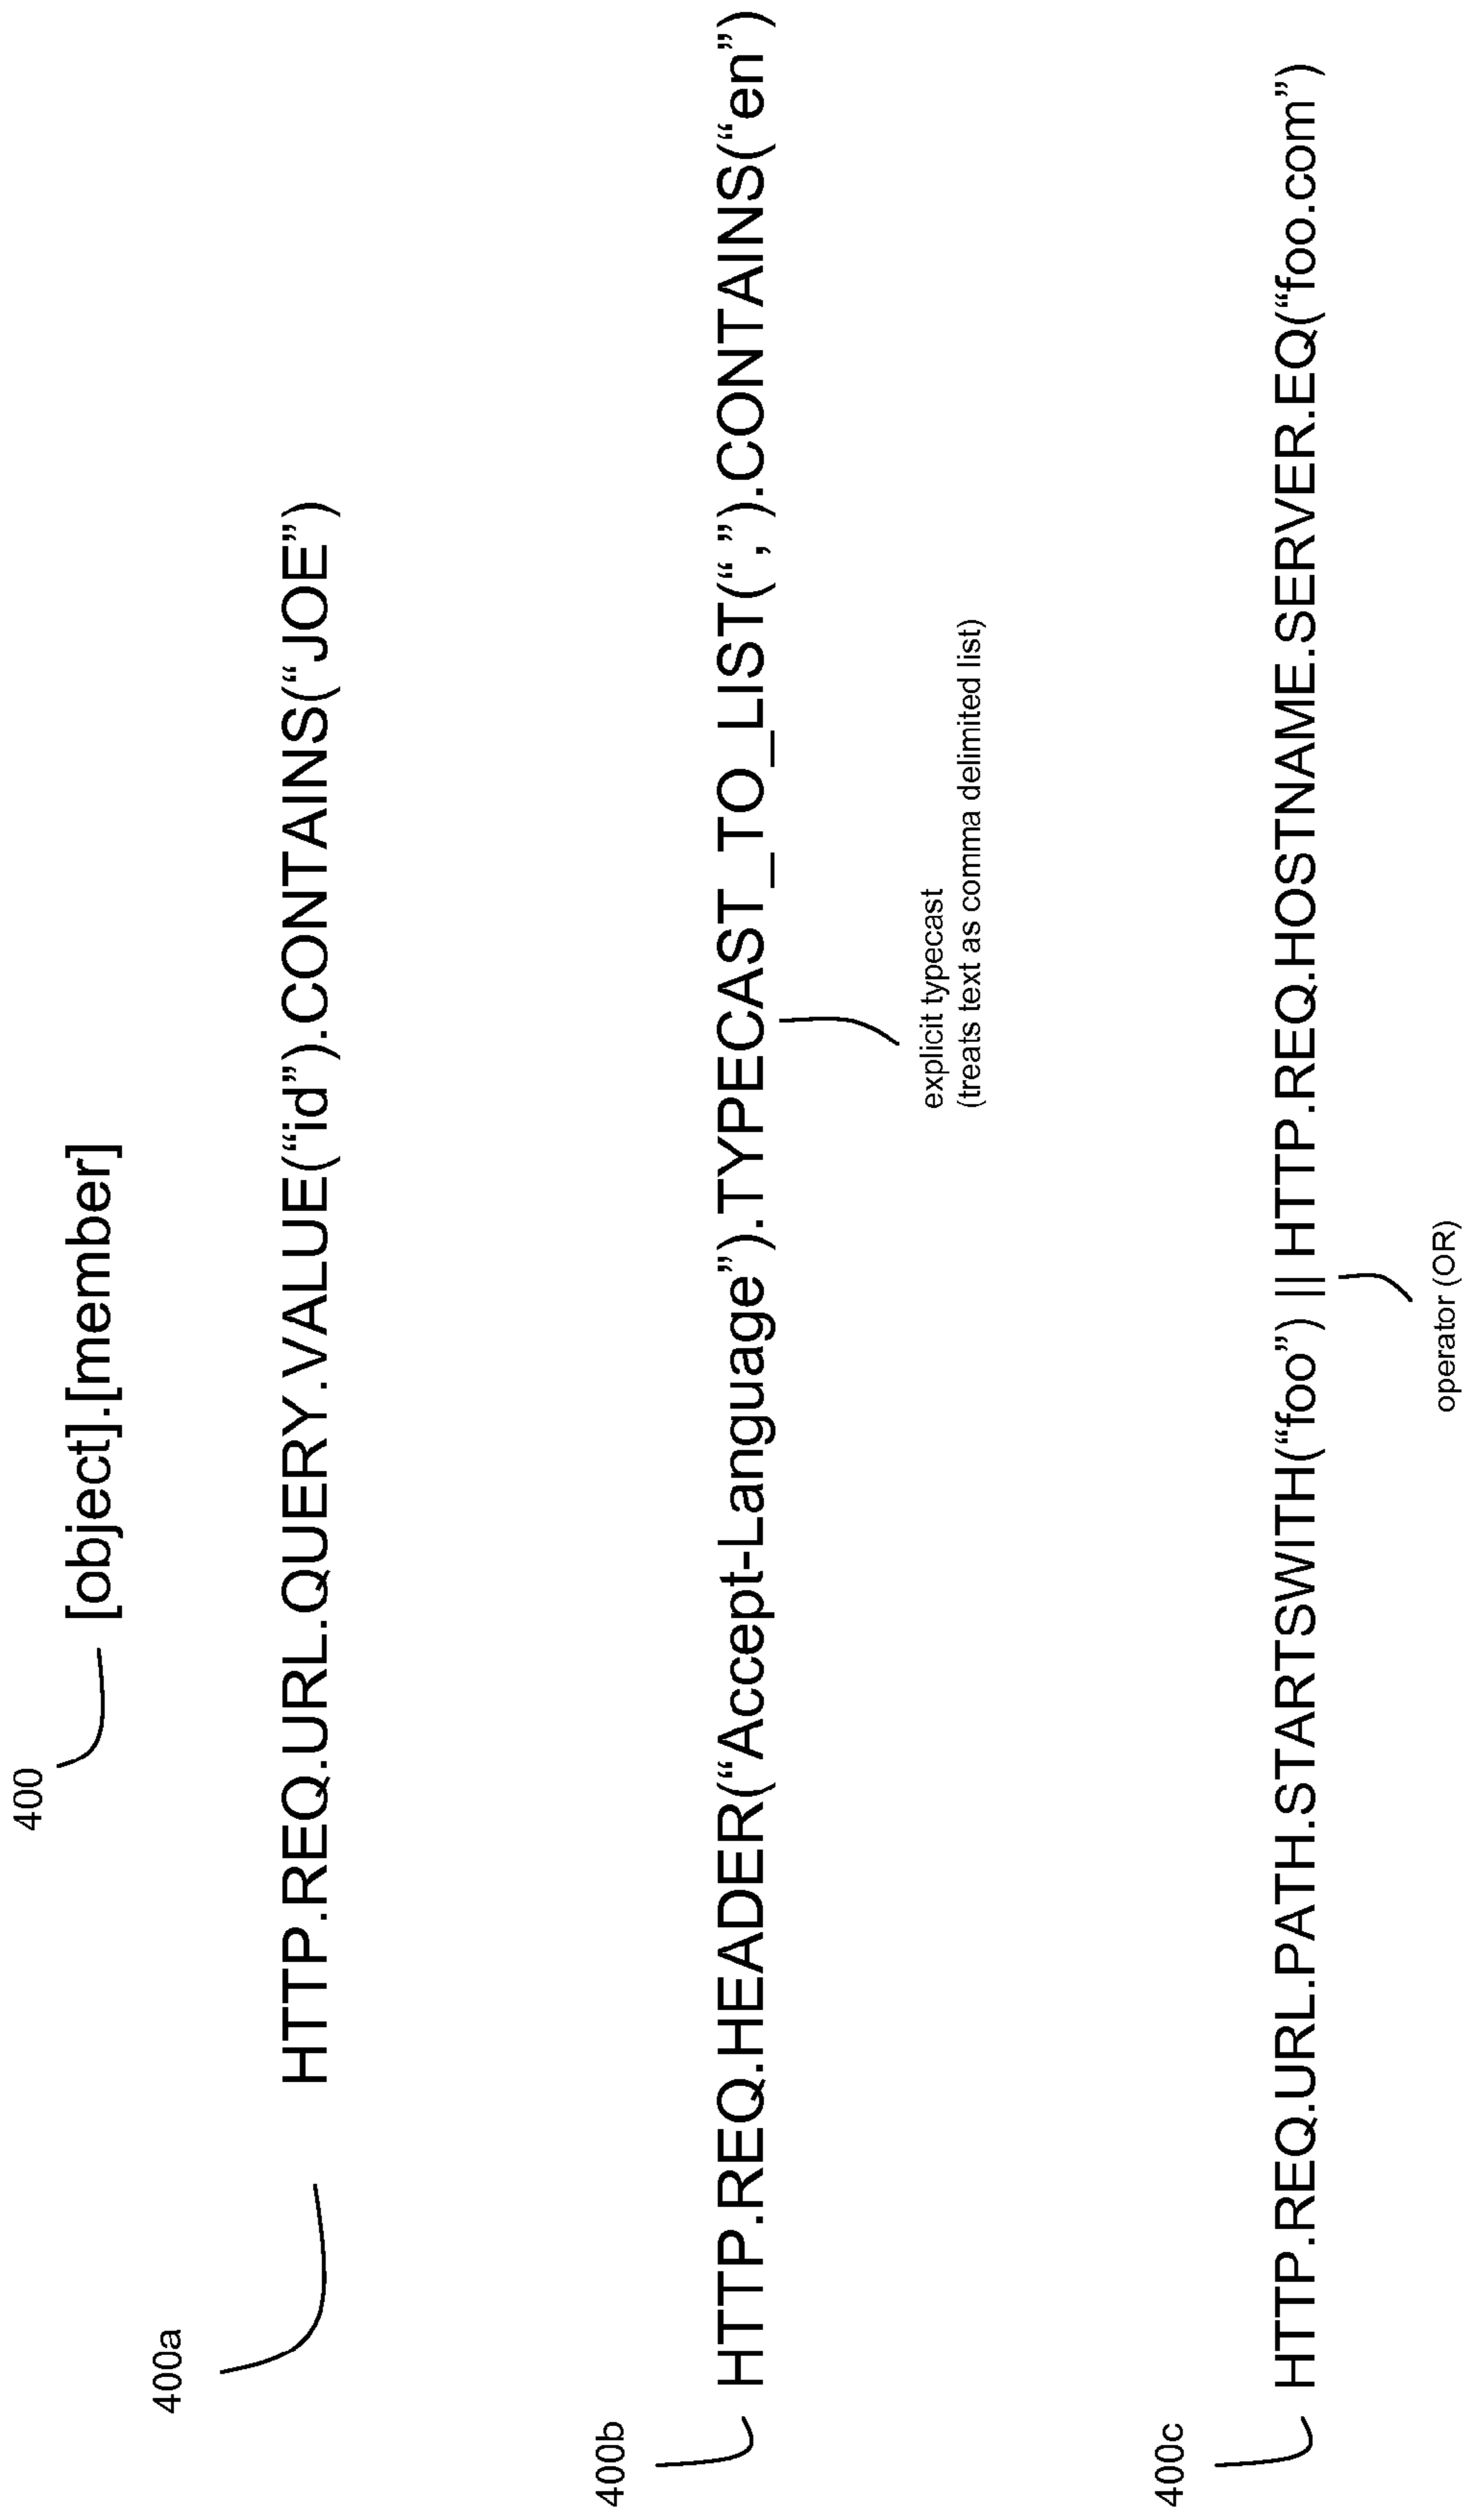 400
[object].[member]
400a
HTTP.REQ.URL.QUERY.VALUE(“id”).CONTAINS(“JOE”)
400b
HTTP.REQ.HEADER(“Accept-Language”).TYPECAST_TO_LIST(“,”).CONTAINS(“en”)
explicit typecast
(treats text as comma delimited list)
400c
HTTP.REQ.URL.PATH.STARTSWITH(“foo”) || HTTP.REQ.HOSTNAME.SERVER.EQ(“foo.com”)
operator (OR)